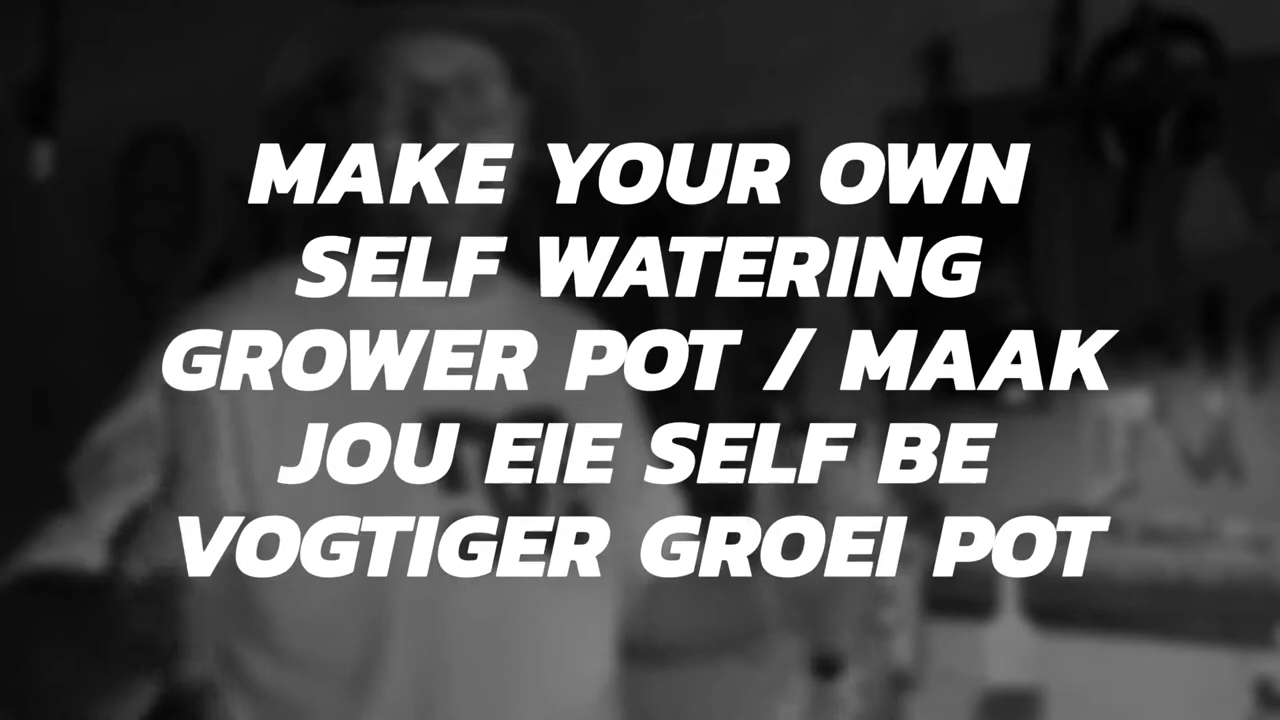 MAKE YOUR OWN
SELF WATERING
GROWER POT / MAAK
JOU EIE SELF BE
VOGTIGER GROEI POT